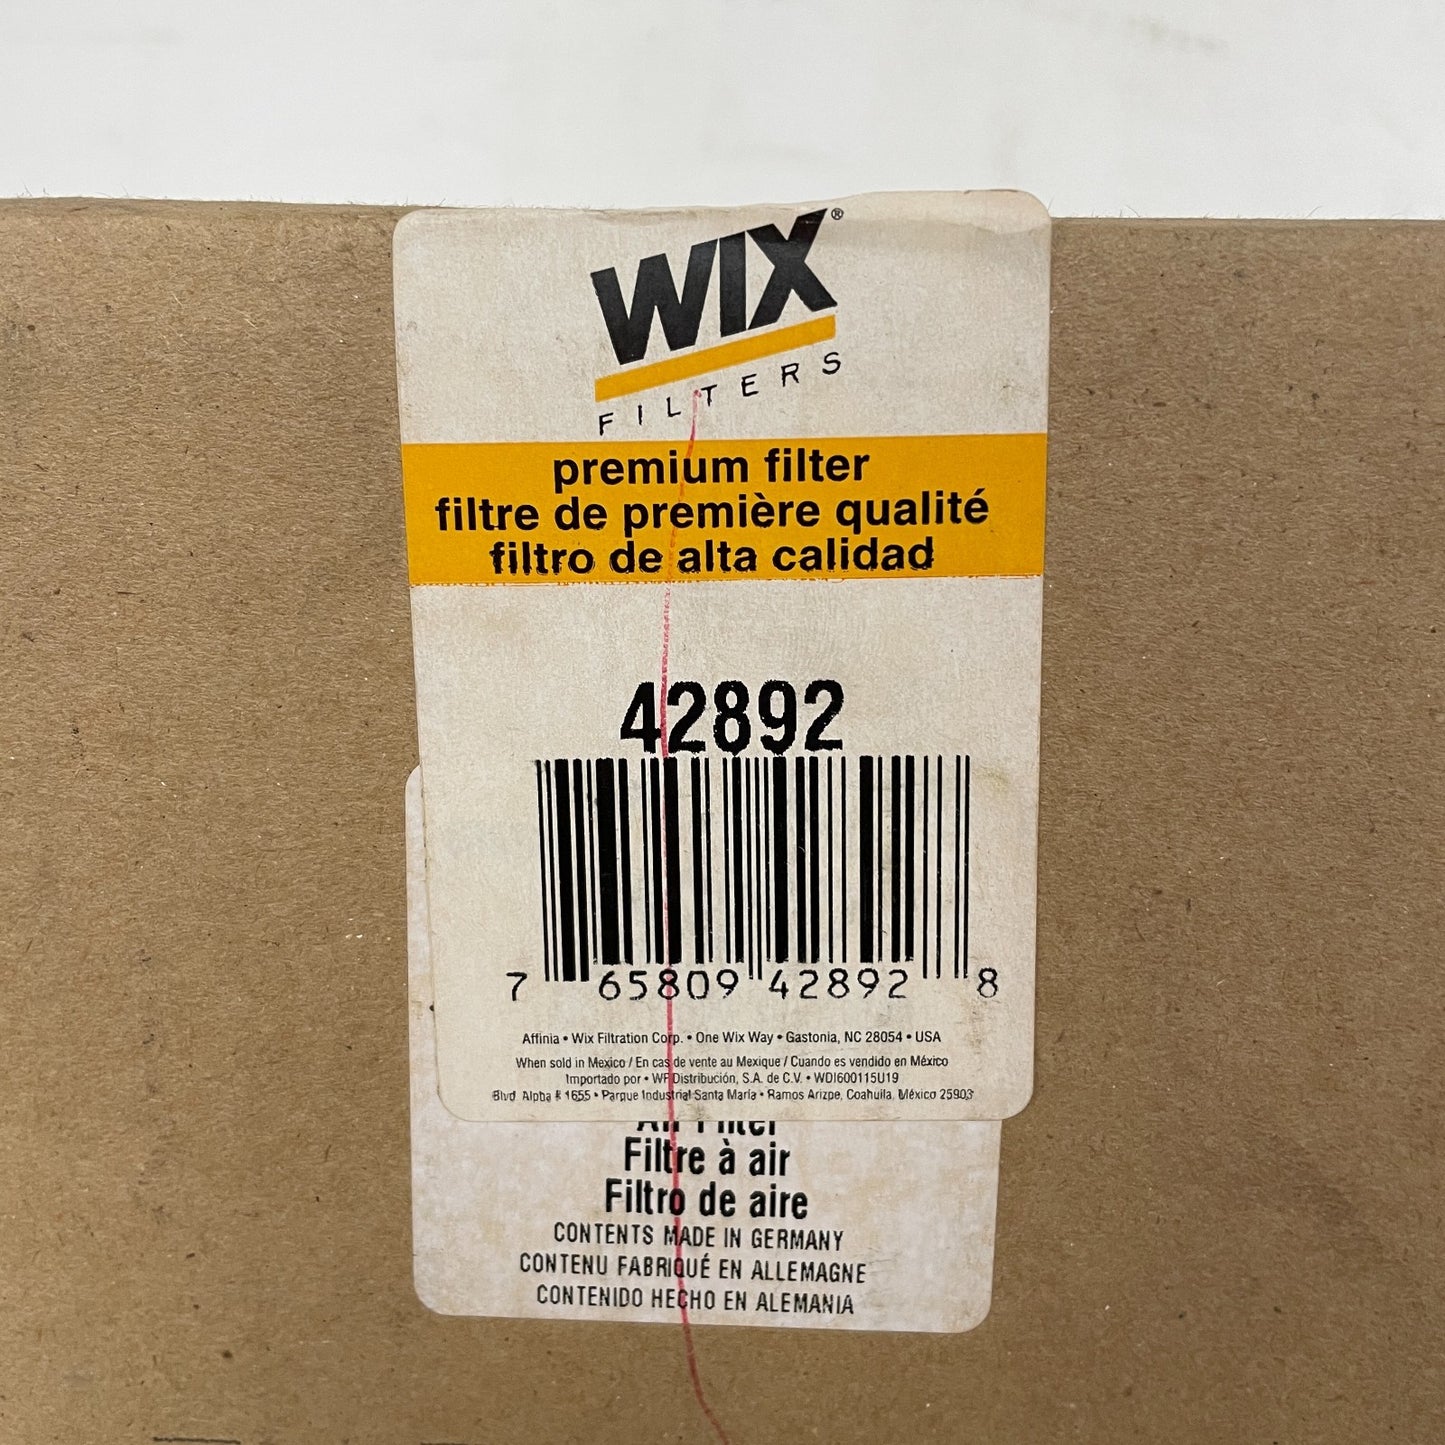 WIX®
FILTERS
premium filter
filtre de première qualité
filtro de alta calidad
42892
7 65809 42892 8
Affinia • Wix Filtration Corp. • One Wix Way • Gastonia, NC 28054 • USA
When sold in Mexico / En cas de vente au Mexique / Cuando es vendido en México
Importado por • WF Distribución, S.A. de C.V. • WDI600115U19
Blvd Alpha # 1655 • Parque Industrial Santa María • Ramos Arizpe, Coahuila, México 25903
Air Filter
Filtre à air
Filtro de aire
CONTENTS MADE IN GERMANY
CONTENU FABRIQUÉ EN ALLEMAGNE
CONTENIDO HECHO EN ALEMANIA